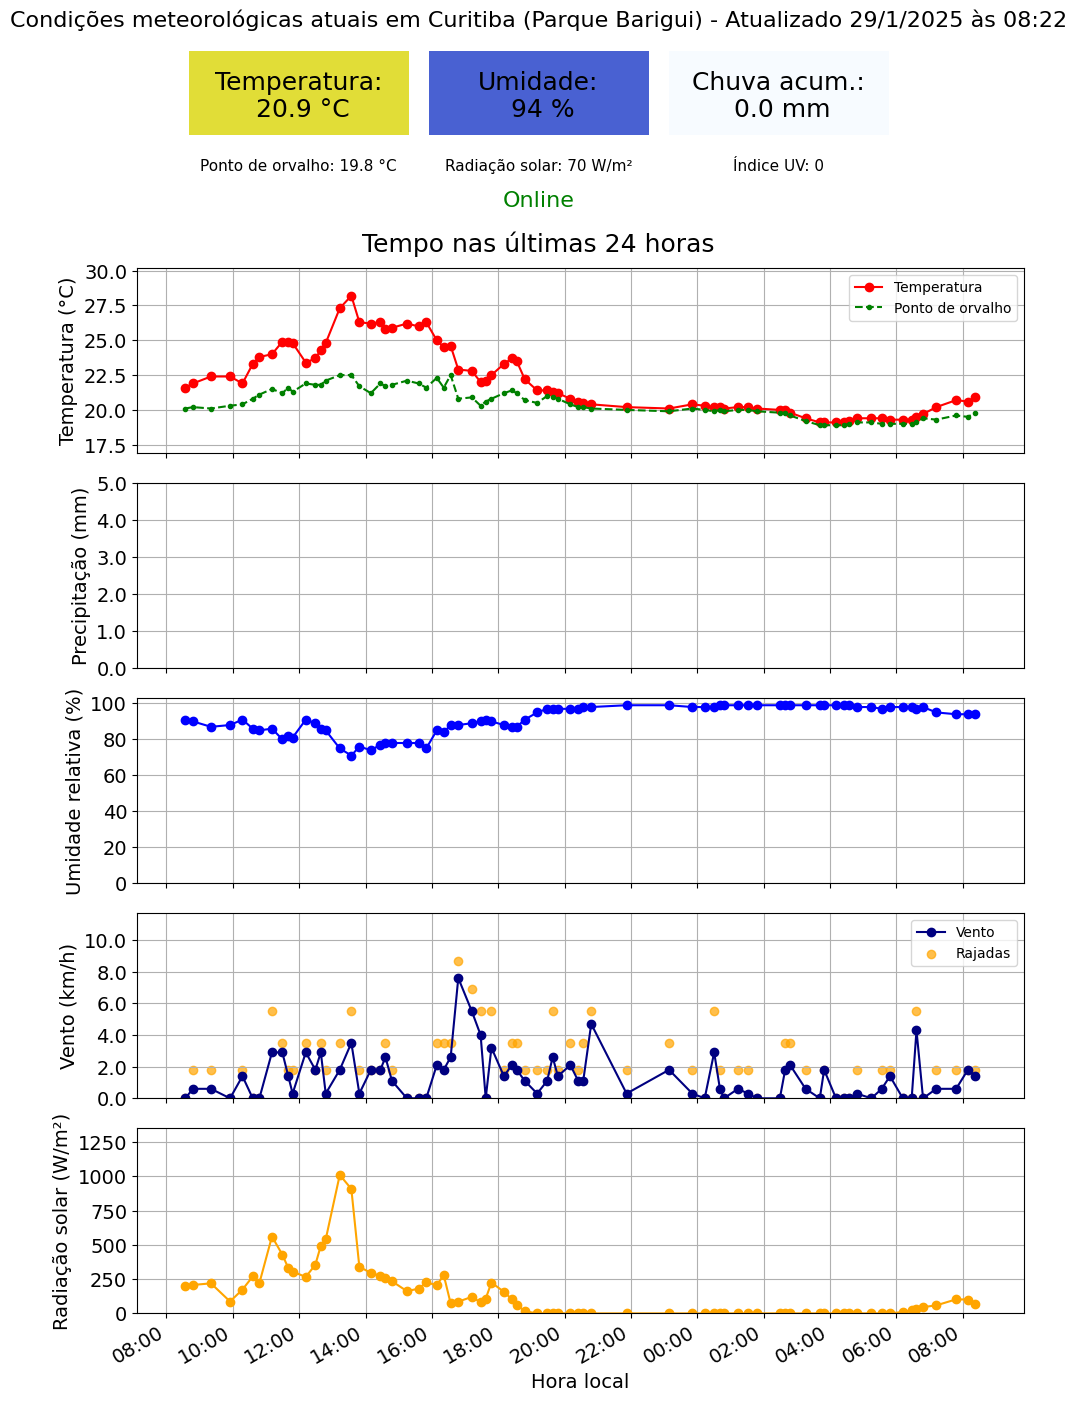 Condições meteorológicas atuais em Curitiba (Parque Barigui) - Atualizado 29/1/2025 às 08:22
Temperatura:
20.9 °C
Umidade:
94 %
Chuva acum.:
0.0 mm
Ponto de orvalho: 19.8 °C
Radiação solar: 70 W/m²
Índice UV: 0
Online
Tempo nas últimas 24 horas
Temperatura (°C)
30.0
27.5
25.0
22.5
20.0
17.5
Temperatura
Ponto de orvalho
Precipitação (mm)
5.0
4.0
3.0
2.0
1.0
0.0
Umidade relativa (%)
100
80
60
40
20
0
Vento (km/h)
10.0
8.0
6.0
4.0
2.0
0.0
Vento
Rajadas
Radiação solar (W/m²)
1250
1000
750
500
250
0
08:00
10:00
12:00
14:00
16:00
18:00
20:00
22:00
00:00
02:00
04:00
06:00
08:00
Hora local